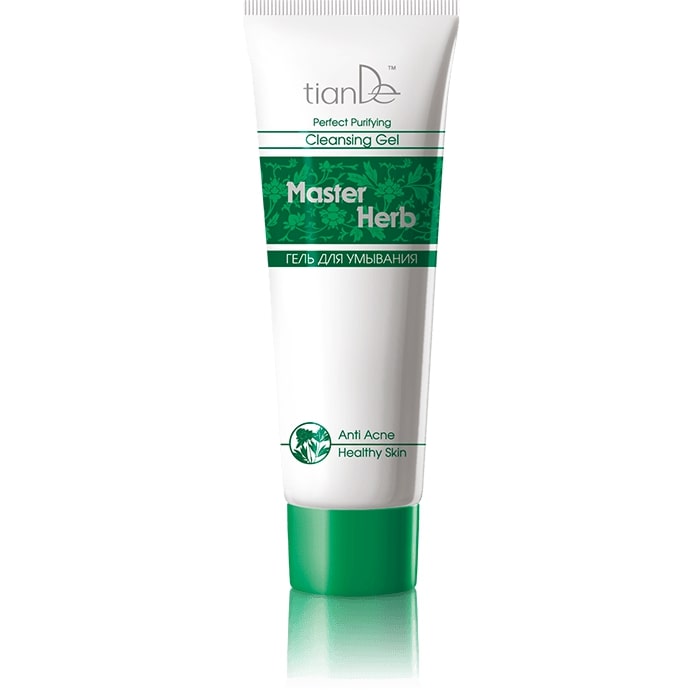 tianDe™
Perfect Purifying
Cleansing Gel
Master
Herb
ГЕЛЬ ДЛЯ УМЫВАНИЯ
Anti Acne
Healthy Skin